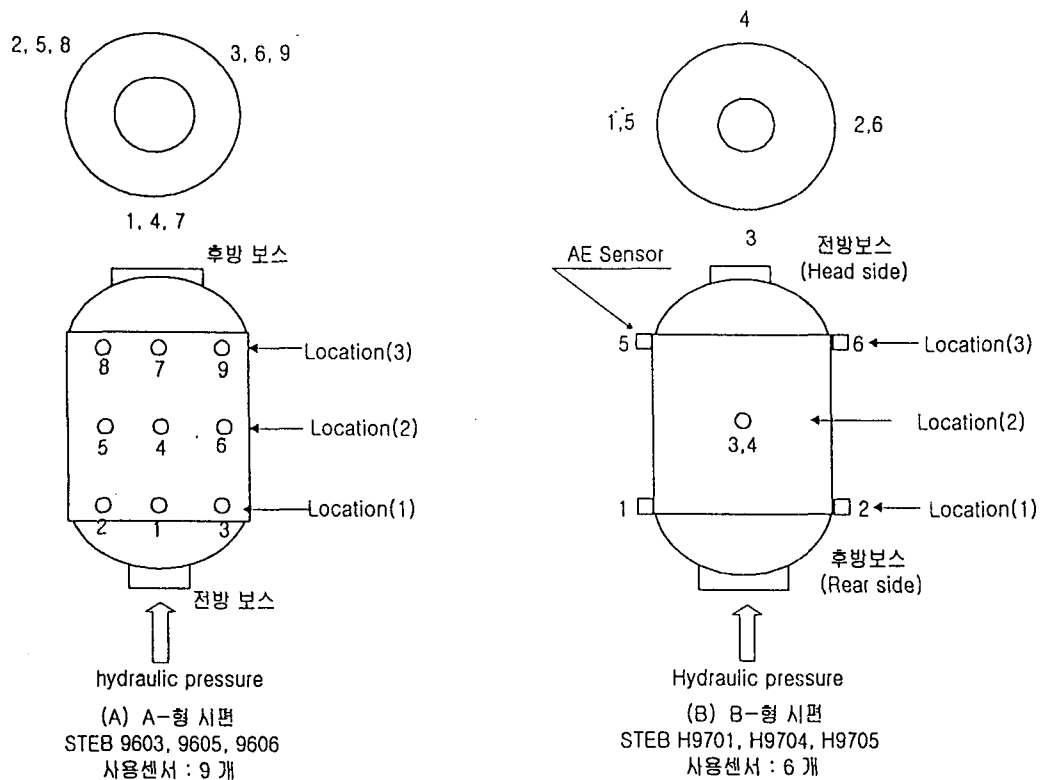 2, 5, 8
3, 6, 9
1, 4, 7
후방 보스
8
7
9
Location(3)
5
4
6
Location(2)
2
1
3
Location(1)
전방 보스
hydraulic pressure
(A) A-형 시편
STEB 9603, 9605, 9606
사용센서 : 9 개
4
1,5
2,6
3
AE Sensor
전방보스
(Head side)
5
6
Location(3)
3,4
Location(2)
1
2
Location(1)
후방보스
(Rear side)
Hydraulic pressure
(B) B-형 시편
STEB H9701, H9704, H9705
사용센서 : 6 개